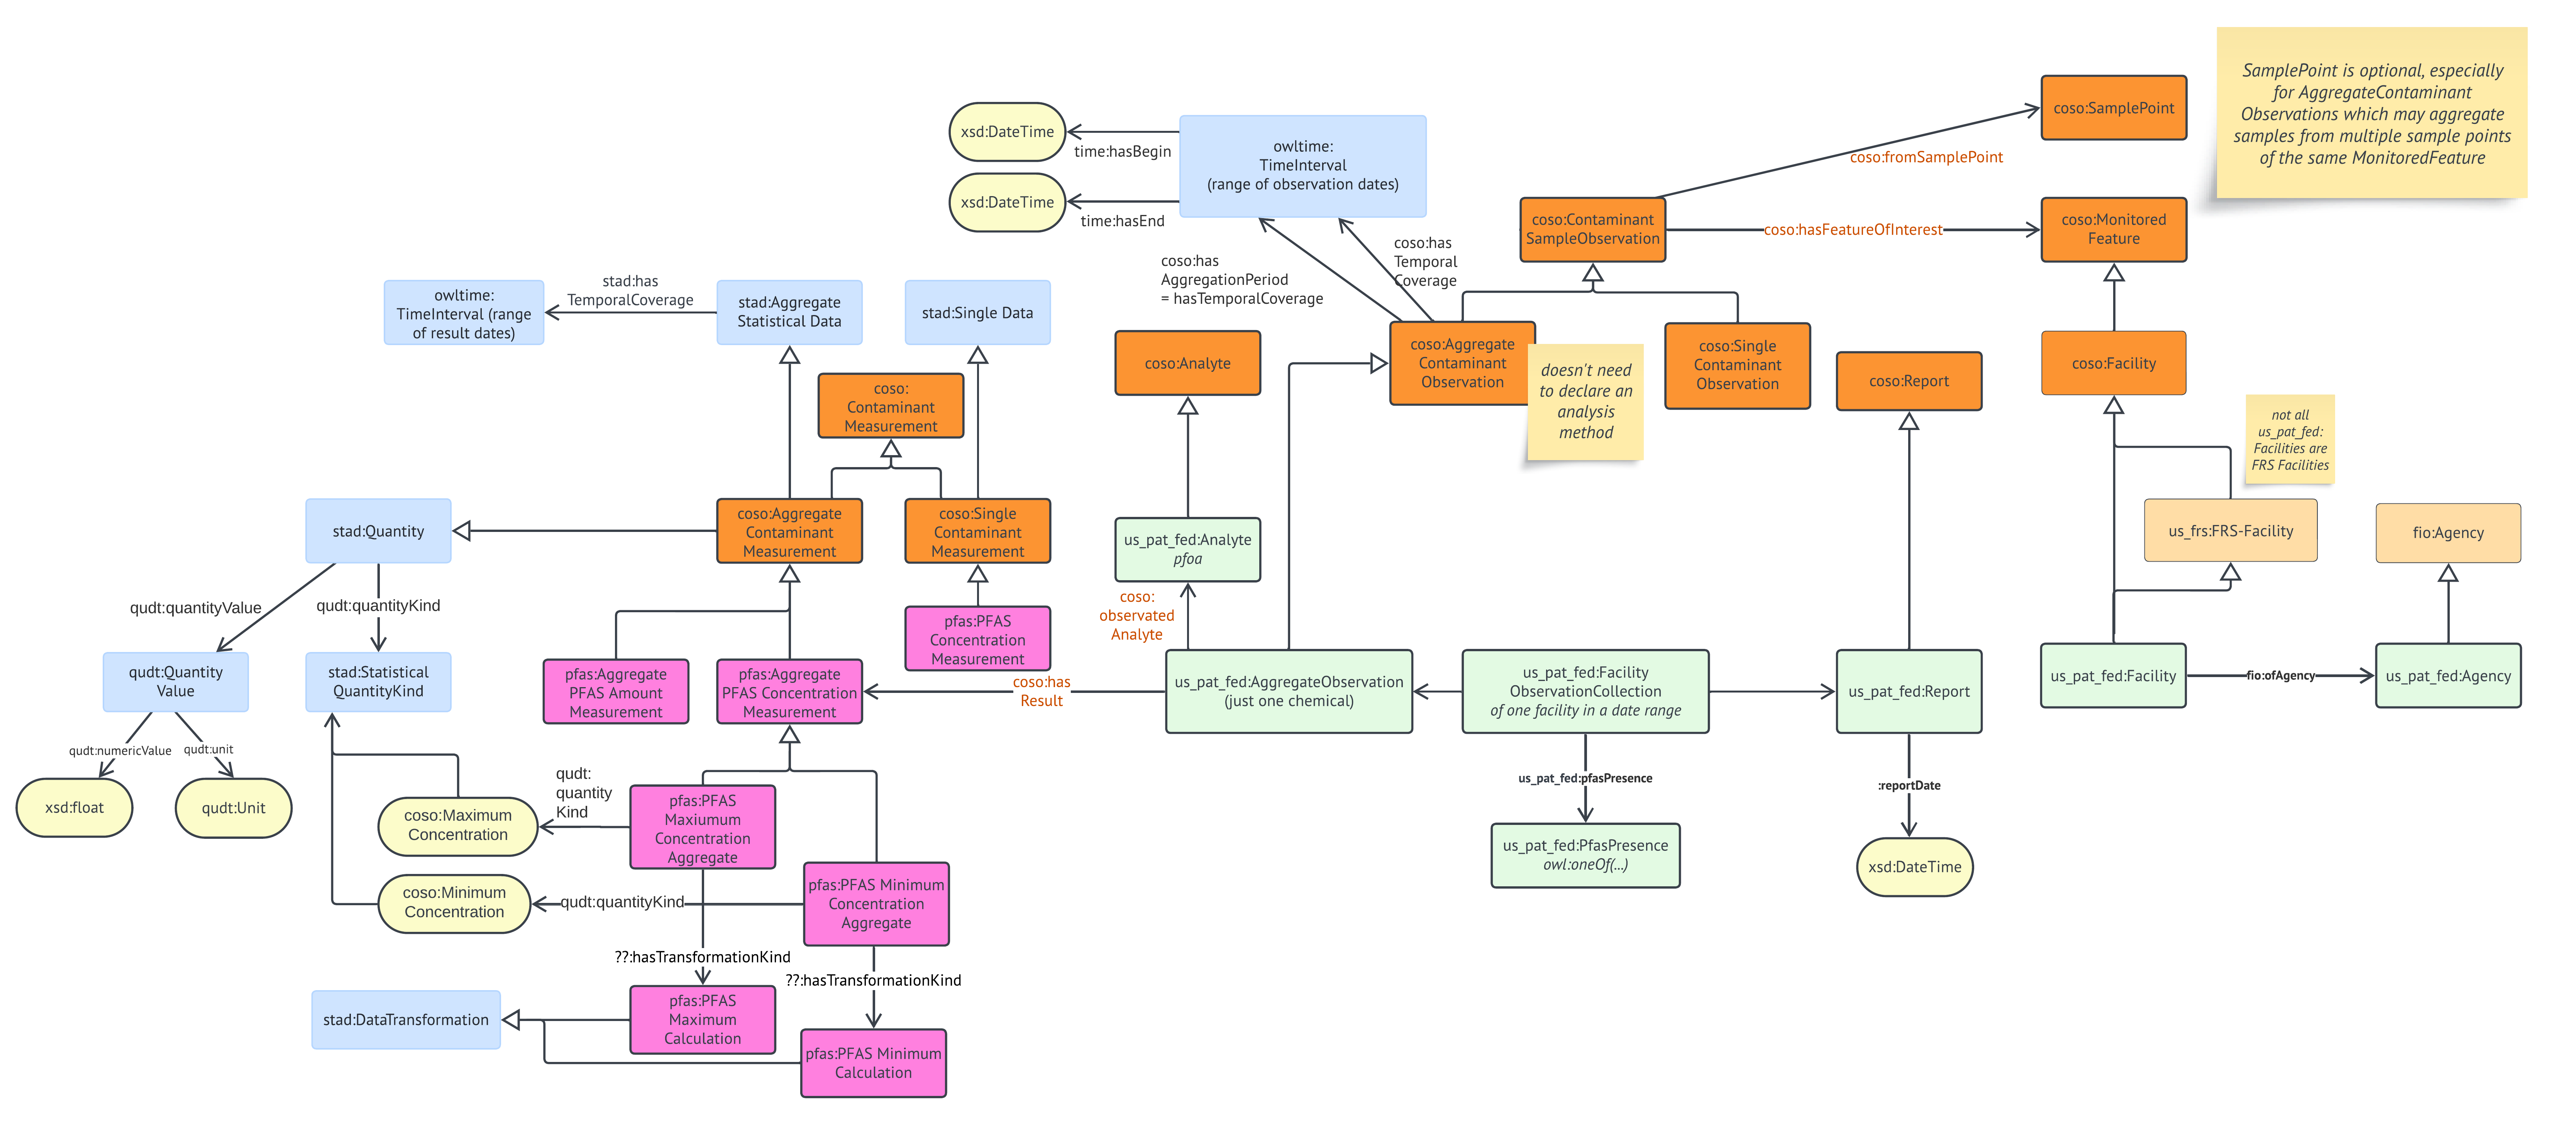 SamplePoint is optional, especially
for AggregateContaminant
Observations which may aggregate
samples from multiple sample points
of the same MonitoredFeature
coso:SamplePoint
xsd:DateTime
time:hasBegin
owltime:
TimeInterval
(range of observation dates)
coso:fromSamplePoint
xsd:DateTime
time:hasEnd
coso:Contaminant
SampleObservation
coso:hasFeatureOfInterest
coso:Monitored
Feature
coso:has
AggregationPeriod
= hasTemporalCoverage
coso:has
Temporal
Coverage
owltime:
TimeInterval (range
of result dates)
stad:has
TemporalCoverage
stad:Aggregate
Statistical Data
stad:Single Data
coso:Analyte
coso:Aggregate
Contaminant
Observation
doesn't need
to declare an
analysis
method
coso:Single
Contaminant
Observation
coso:Report
coso:Facility
coso:
Contaminant
Measurement
not all
us_pat_fed:
Facilities are
FRS Facilities
stad:Quantity
coso:Aggregate
Contaminant
Measurement
coso:Single
Contaminant
Measurement
us_pat_fed:Analyte
pfoa
us_frs:FRS-Facility
fio:Agency
qudt:quantityValue
qudt:quantityKind
coso:
observated
Analyte
pfas:PFAS
Concentration
Measurement
qudt:Quantity
Value
stad:Statistical
QuantityKind
pfas:Aggregate
PFAS Amount
Measurement
pfas:Aggregate
PFAS Concentration
Measurement
coso:has
Result
us_pat_fed:AggregateObservation
(just one chemical)
us_pat_fed:Facility
ObservationCollection
of one facility in a date range
us_pat_fed:Report
us_pat_fed:Facility
fio:ofAgency
us_pat_fed:Agency
qudt:numericValue
qudt:unit
xsd:float
qudt:Unit
qudt:
quantity
Kind
coso:Maximum
Concentration
pfas:PFAS
Maxiumum
Concentration
Aggregate
us_pat_fed:pfasPresence
:reportDate
us_pat_fed:PfasPresence
owl:oneOf(...)
xsd:DateTime
coso:Minimum
Concentration
qudt:quantityKind
pfas:PFAS Minimum
Concentration
Aggregate
??:hasTransformationKind
??:hasTransformationKind
stad:DataTransformation
pfas:PFAS
Maximum
Calculation
pfas:PFAS Minimum
Calculation